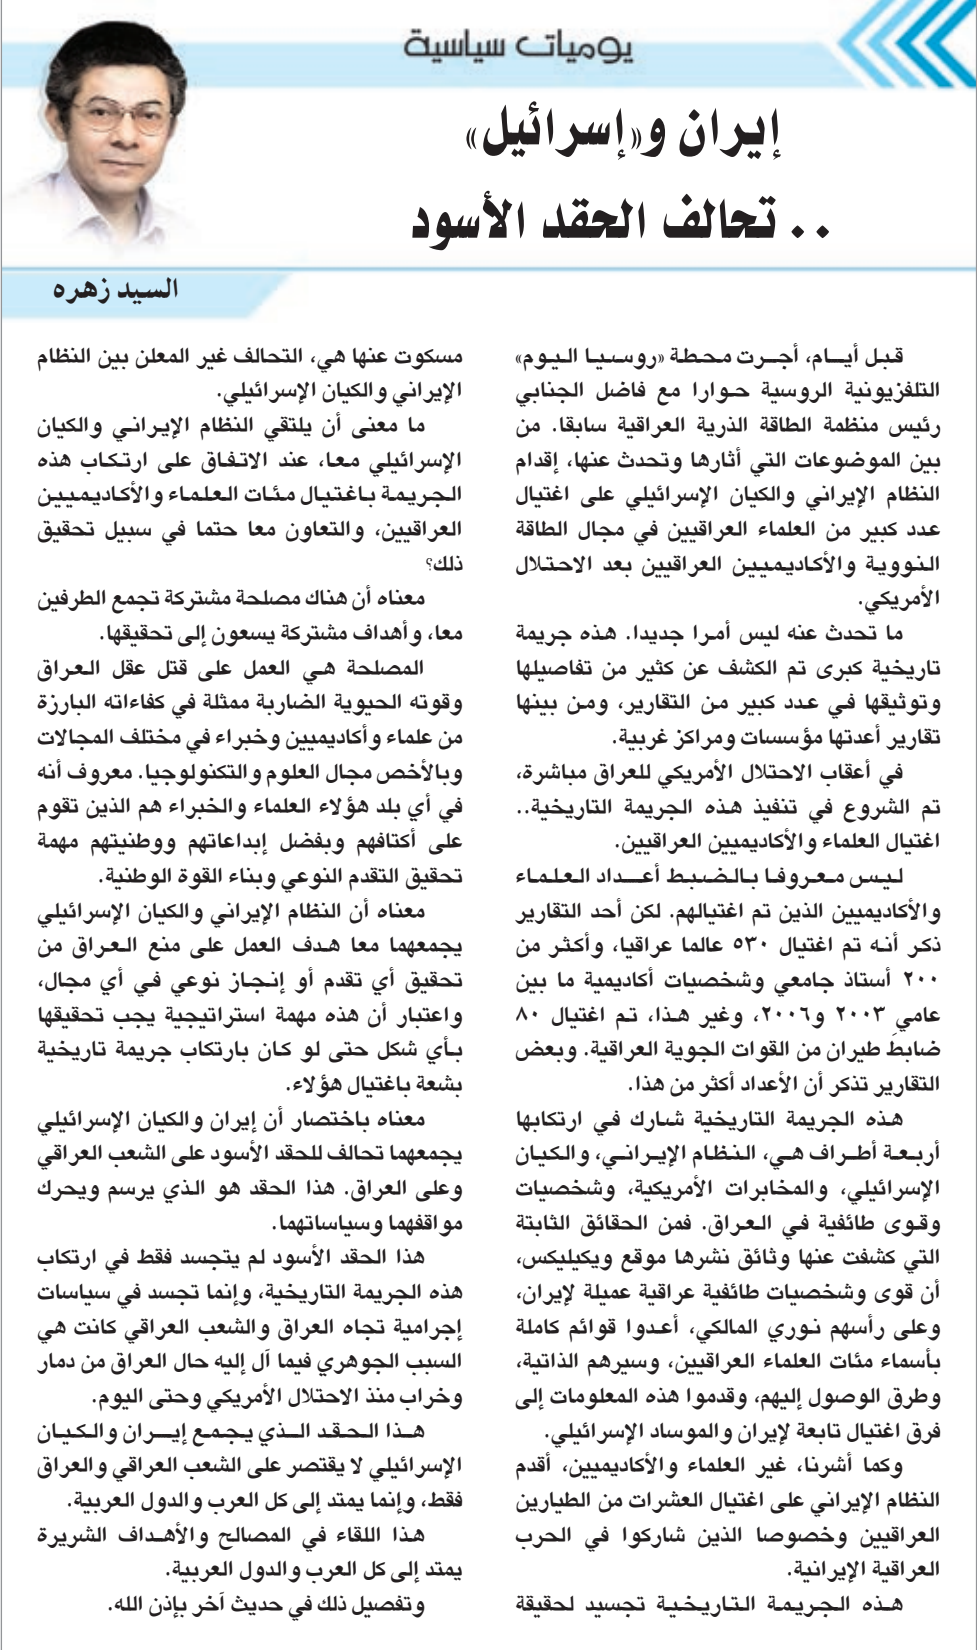 يوميات سياسية
إيران و«إسرائيل»
.. تحالف الحقد الأسود
السيد زهره
قبل أيام، أجرت محطة «روسيا اليوم»
التلفزيونية الروسية حوارا مع فاضل الجنابي
رئيس منظمة الطاقة الذرية العراقية سابقا. من
بين الموضوعات التي أثارها وتحدث عنها، إقدام
النظام الإيراني والكيان الإسرائيلي على اغتيال
عدد كبير من العلماء العراقيين في مجال الطاقة
النووية والأكاديميين العراقيين بعد الاحتلال
الأمريكي.
ما تحدث عنه ليس أمرا جديدا. هذه جريمة
تاريخية كبرى تم الكشف عن كثير من تفاصيلها
وتوثيقها في عدد كبير من التقارير، ومن بينها
تقارير أعدتها مؤسسات ومراكز غربية.
في أعقاب الاحتلال الأمريكي للعراق مباشرة،
تم الشروع في تنفيذ هذه الجريمة التاريخية..
اغتيال العلماء والأكاديميين العراقيين.
ليس معروفا بالضبط أعداد العلماء
والأكاديميين الذين تم اغتيالهم. لكن أحد التقارير
ذكر أنه تم اغتيال ٥٣٠ عالما عراقيا، وأكثر من
٢٠٠ أستاذ جامعي وشخصيات أكاديمية ما بين
عامي ٢٠٠٣ و٢٠٠٦، وغير هذا، تم اغتيال ٨٠
ضابطَ طيران من القوات الجوية العراقية. وبعض
التقارير تذكر أن الأعداد أكثر من هذا.
هذه الجريمة التاريخية شارك في ارتكابها
أربعة أطراف هي، النظام الإيراني، والكيان
الإسرائيلي، والمخابرات الأمريكية، وشخصيات
وقوى طائفية في العراق. فمن الحقائق الثابتة
التي كشفت عنها وثائق نشرها موقع ويكيليكس،
أن قوى وشخصيات طائفية عراقية عميلة لإيران،
وعلى رأسهم نوري المالكي، أعدوا قوائم كاملة
بأسماء مئات العلماء العراقيين، وسيرهم الذاتية،
وطرق الوصول إليهم، وقدموا هذه المعلومات إلى
فرق اغتيال تابعة لإيران والموساد الإسرائيلي.
وكما أشرنا، غير العلماء والأكاديميين، أقدم
النظام الإيراني على اغتيال العشرات من الطيارين
العراقيين وخصوصا الذين شاركوا في الحرب
العراقية الإيرانية.
هذه الجريمة التاريخية تجسيد لحقيقة
مسكوت عنها هي، التحالف غير المعلن بين النظام
الإيراني والكيان الإسرائيلي.
ما معنى أن يلتقي النظام الإيراني والكيان
الإسرائيلي معا، عند الاتفاق على ارتكاب هذه
الجريمة باغتيال مئات العلماء والأكاديميين
العراقيين، والتعاون معا حتما في سبيل تحقيق
ذلك؟
معناه أن هناك مصلحة مشتركة تجمع الطرفين
معا، وأهداف مشتركة يسعون إلى تحقيقها.
المصلحة هي العمل على قتل عقل العراق
وقوته الحيوية الضاربة ممثلة في كفاءاته البارزة
من علماء وأكاديميين وخبراء في مختلف المجالات
وبالأخص مجال العلوم والتكنولوجيا. معروف أنه
في أي بلد هؤلاء العلماء والخبراء هم الذين تقوم
على أكتافهم وبفضل إبداعاتهم ووطنيتهم مهمة
تحقيق التقدم النوعي وبناء القوة الوطنية.
معناه أن النظام الإيراني والكيان الإسرائيلي
يجمعهما معا هدف العمل على منع العراق من
تحقيق أي تقدم أو إنجاز نوعي في أي مجال،
واعتبار أن هذه مهمة استراتيجية يجب تحقيقها
بأي شكل حتى لو كان بارتكاب جريمة تاريخية
بشعة باغتيال هؤلاء.
معناه باختصار أن إيران والكيان الإسرائيلي
يجمعهما تحالف للحقد الأسود على الشعب العراقي
وعلى العراق. هذا الحقد هو الذي يرسم ويحرك
مواقفهما وسياساتهما.
هذا الحقد الأسود لم يتجسد فقط في ارتكاب
هذه الجريمة التاريخية، وإنما تجسد في سياسات
إجرامية تجاه العراق والشعب العراقي كانت هي
السبب الجوهري فيما آل إليه حال العراق من دمار
وخراب منذ الاحتلال الأمريكي وحتى اليوم.
هذا الحقد الذي يجمع إيران والكيان
الإسرائيلي لا يقتصر على الشعب العراقي والعراق
فقط، وإنما يمتد إلى كل العرب والدول العربية.
هذا اللقاء في المصالح والأهداف الشريرة
يمتد إلى كل العرب والدول العربية.
وتفصيل ذلك في حديث آخر بإذن الله.